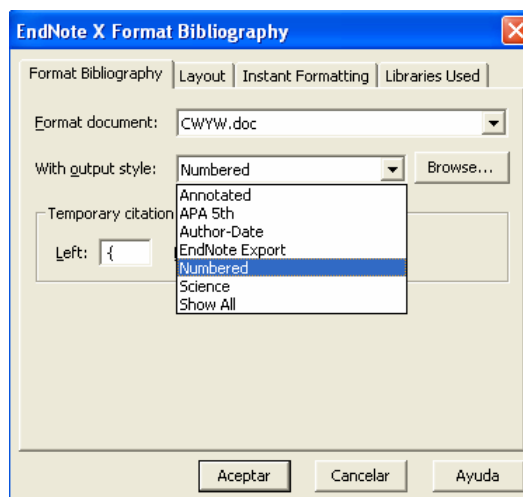 EndNote X Format Bibliography
Format Bibliography Layout Instant Formatting Libraries Used
Format document: CWYW.doc
With output style: Numbered Browse...
Annotated
APA 5th
Temporary citation
Author-Date
Left: { EndNote Export
Numbered
Science
Show All
Aceptar Cancelar Ayuda